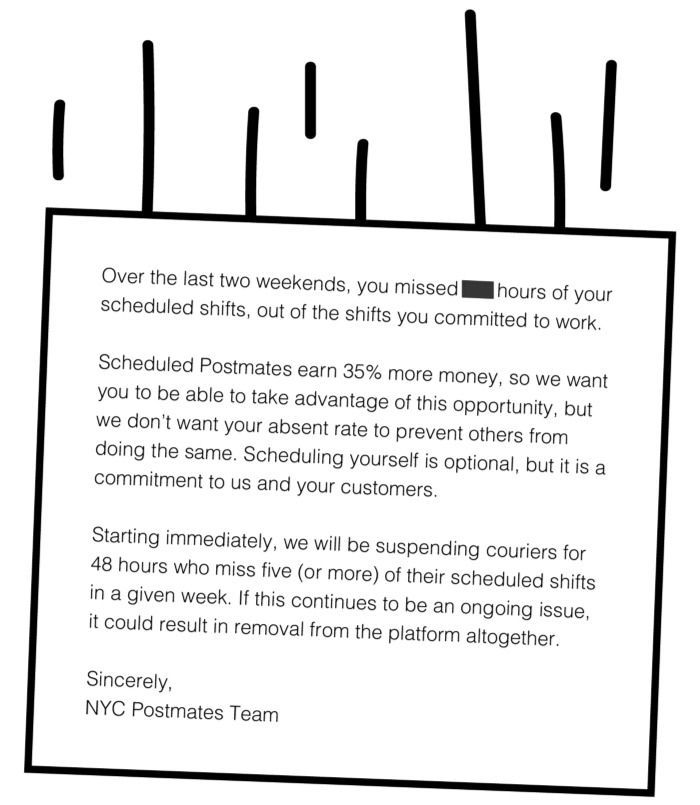 Over the last two weekends, you missed hours of your
scheduled shifts, out of the shifts you committed to work.
Scheduled Postmates earn 35% more money, so we want
you to be able to take advantage of this opportunity, but
we don't want your absent rate to prevent others from
doing the same. Scheduling yourself is optional, but it is a
commitment to us and your customers.
Starting immediately, we will be suspending couriers for
48 hours who miss five (or more) of their scheduled shifts
in a given week. If this continues to be an ongoing issue,
it could result in removal from the platform altogether.
Sincerely,
NYC Postmates Team